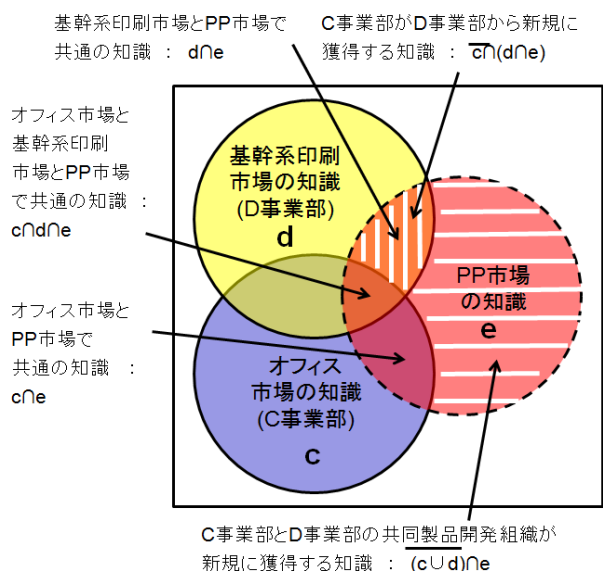 基幹系印刷市場とPP市場で
共通の知識 : d∩e
C事業部がD事業部から新規に
獲得する知識 : c̅∩̅(d∩e)
オフィス市場と
基幹系印刷
市場とPP市場
で共通の知識 :
c∩d∩e
基幹系印刷
市場の知識
(D事業部)
d
PP市場
の知識
e
オフィス市場と
PP市場で
共通の知識 :
c∩e
オフィス
市場の知識
(C事業部)
c
C事業部とD事業部の共同製品開発組織が
新規に獲得する知識 : (̅c̅∪̅d̅)̅∩e